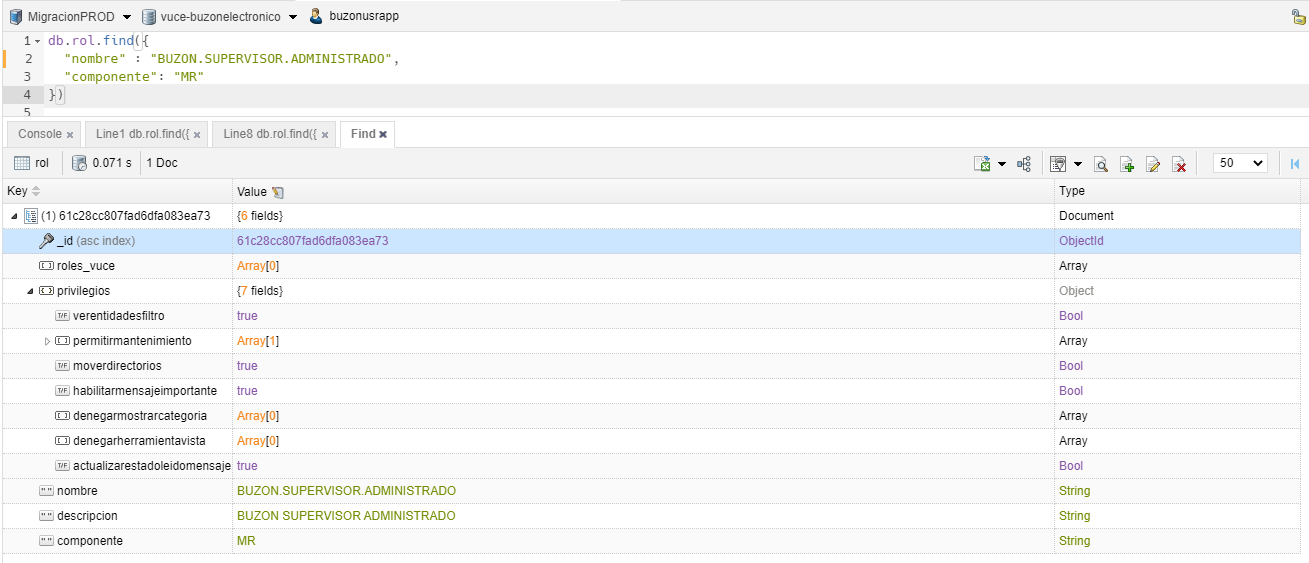 MigracionPROD vuce-buzonelectronico buzonusrapp
1 db.rol.find({
2 "nombre" : "BUZON.SUPERVISOR.ADMINISTRADO",
3 "componente": "MR"
4 })
5
Console × Line1 db.rol.find({ × Line8 db.rol.find({ × Find ×
rol 0.071 s 1 Doc 50
Key Value Type
(1) 61c28cc807fad6dfa083ea73 {6 fields} Document
_id (asc index) 61c28cc807fad6dfa083ea73 ObjectId
roles_vuce Array[0] Array
privilegios {7 fields} Object
T/F verentidadesfiltro true Bool
permitirmantenimiento Array[1] Array
T/F moverdirectorios true Bool
T/F habilitarmensajeimportante true Bool
denegarmostrarcategoria Array[0] Array
denegarherramientavista Array[0] Array
T/F actualizarestadoleidomensaje true Bool
nombre BUZON.SUPERVISOR.ADMINISTRADO String
descripcion BUZON SUPERVISOR ADMINISTRADO String
componente MR String